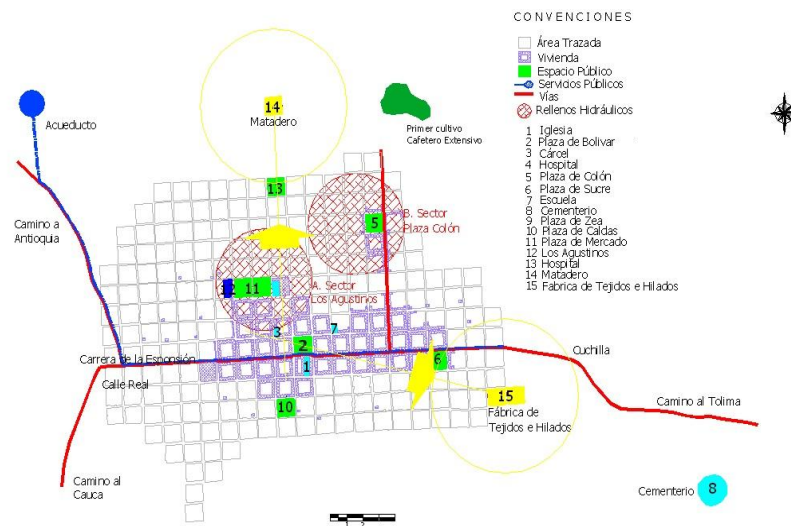 CONVENCIONES
Área Trazada
Vivienda
Espacio Público
Servicios Públicos
Vías
Rellenos Hidráulicos
1 Iglesia
2 Plaza de Bolivar
3 Cárcel
4 Hospital
5 Plaza de Colón
6 Plaza de Sucre
7 Escuela
8 Cementerio
9 Plaza de Zea
10 Plaza de Caldas
11 Plaza de Mercado
12 Los Agustinos
13 Hospital
14 Matadero
15 Fabrica de Tejidos e Hilados
14
Matadero
Acueducto
Primer cultivo
Cafetero Extensivo
13
Camino a
Antioquia
5
B. Sector
Plaza Colón
12
11
A. Sector
Los Agustinos
3
7
2
Carrera de la Esponsión
1
6
Cuchilla
Calle Real
10
15
Fábrica de
Tejidos e Hilados
Camino al Tolima
Camino al
Cauca
Cementerio
8